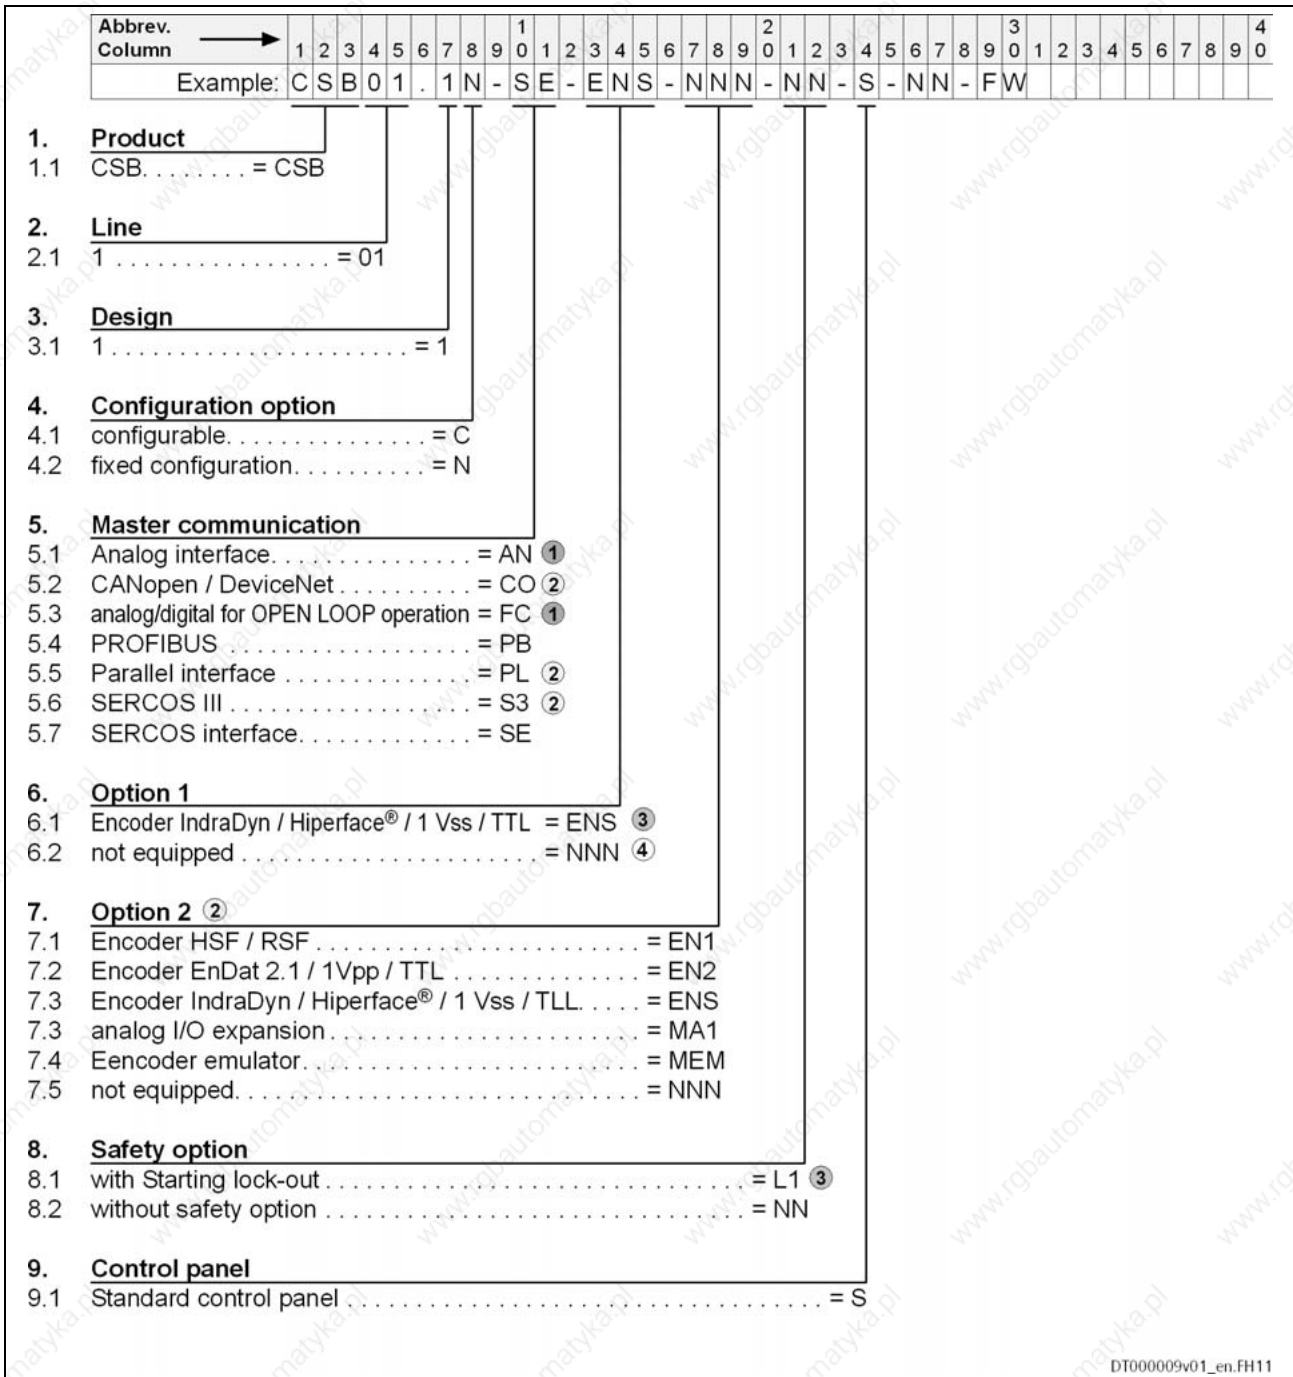 Abbrev. 1 2 3 4
Column 1 2 3 4 5 6 7 8 9 0 1 2 3 4 5 6 7 8 9 0 1 2 3 4 5 6 7 8 9 0 1 2 3 4 5 6 7 8 9 0
Example: C S B 0 1 . 1 N - S E - E N S - N N N - N N - S - N N - F W
1. Product
1.1 CSB. . . . . . . . = CSB
2. Line
2.1 1 . . . . . . . . . . . . . . . . = 01
3. Design
3.1 1 . . . . . . . . . . . . . . . . . . . . . . = 1
4. Configuration option
4.1 configurable. . . . . . . . . . . . . . . = C
4.2 fixed configuration. . . . . . . . . . = N
5. Master communication
5.1 Analog interface. . . . . . . . . . . . . . . = AN 1
5.2 CANopen / DeviceNet . . . . . . . . . . = CO 2
5.3 analog/digital for OPEN LOOP operation = FC 1
5.4 PROFIBUS . . . . . . . . . . . . . . . . . . = PB
5.5 Parallel interface . . . . . . . . . . . . . . = PL 2
5.6 SERCOS III . . . . . . . . . . . . . . . . . . = S3 2
5.7 SERCOS interface. . . . . . . . . . . . . = SE
6. Option 1
6.1 Encoder IndraDyn / Hiperface® / 1 Vss / TTL = ENS 3
6.2 not equipped . . . . . . . . . . . . . . . . . . . . . . . = NNN 4
7. Option 2 2
7.1 Encoder HSF / RSF . . . . . . . . . . . . . . . . . . . . . . . . . = EN1
7.2 Encoder EnDat 2.1 / 1Vpp / TTL . . . . . . . . . . . . . . = EN2
7.3 Encoder IndraDyn / Hiperface® / 1 Vss / TLL. . . . . = ENS
7.3 analog I/O expansion . . . . . . . . . . . . . . . . . . . . . . . . = MA1
7.4 Eencoder emulator. . . . . . . . . . . . . . . . . . . . . . . . . . = MEM
7.5 not equipped. . . . . . . . . . . . . . . . . . . . . . . . . . . . . . . = NNN
8. Safety option
8.1 with Starting lock-out . . . . . . . . . . . . . . . . . . . . . . . . . . . . . . . . = L1 3
8.2 without safety option . . . . . . . . . . . . . . . . . . . . . . . . . . . . . . . . = NN
9. Control panel
9.1 Standard control panel . . . . . . . . . . . . . . . . . . . . . . . . . . . . . . . . . . . . = S
DT000009v01_en.FH11
www.rgbautomatyka.pl